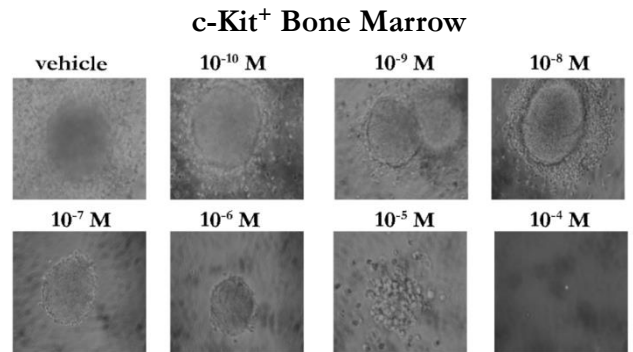 c-Kit⁺ Bone Marrow
vehicle 10⁻¹⁰ M 10⁻⁹ M 10⁻⁸ M
10⁻⁷ M 10⁻⁶ M 10⁻⁵ M 10⁻⁴ M